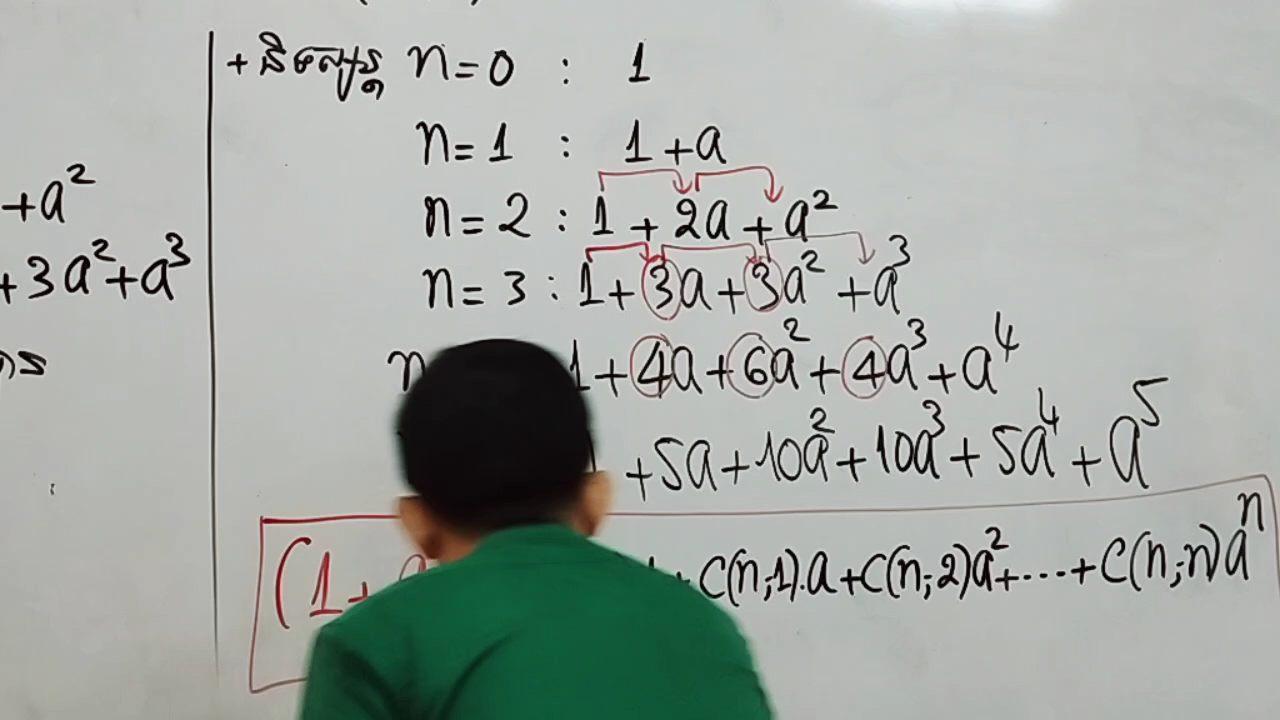 +a²
+3a²+a³
+ n=0 : 1
n=1 : 1+a
n=2 : 1+2a+a²
n=3 : 1+3a+3a²+a³
n 1+4a+6a²+4a³+a⁴
+5a+10a²+10a³+5a⁴+a⁵
(1+a C(n;1).a+C(n;2)a²+...+C(n;n)aⁿ